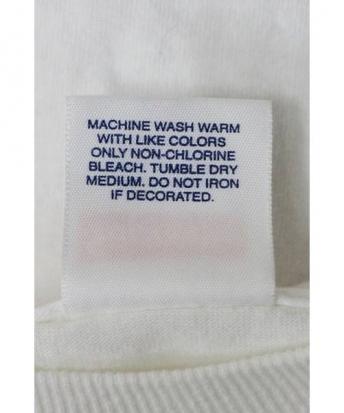 MACHINE WASH WARM
WITH LIKE COLORS
ONLY NON-CHLORINE
BLEACH. TUMBLE DRY
MEDIUM. DO NOT IRON
IF DECORATED.